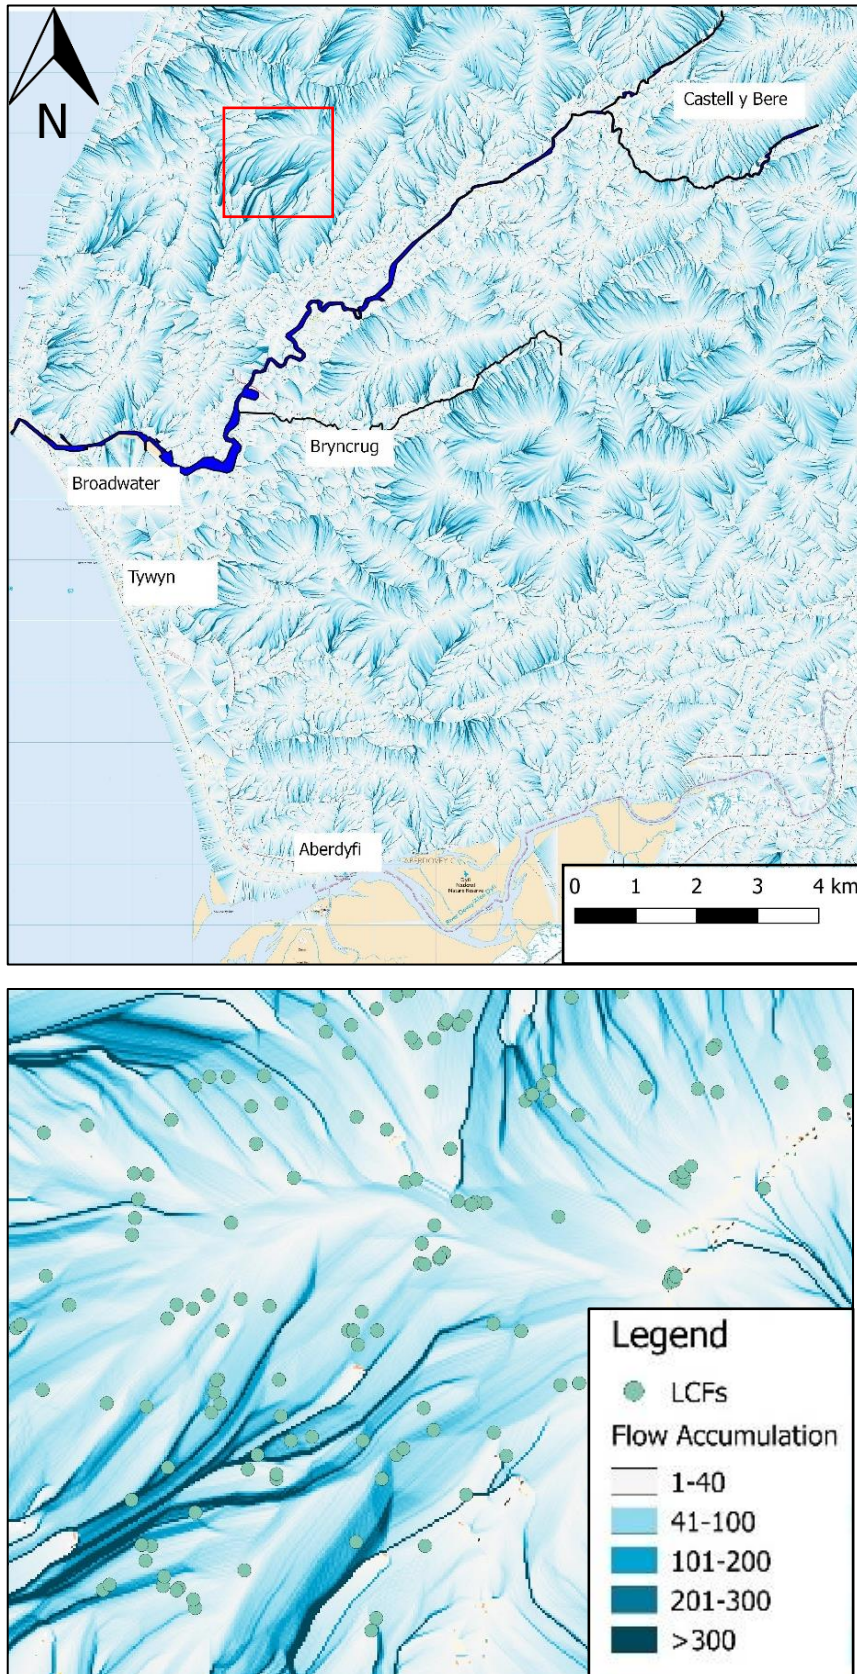 N
Castell y Bere
Bryncrug
Broadwater
Tywyn
Aberdyfi
0 1 2 3 4 km
Legend
LCFs
Flow Accumulation
1-40
41-100
101-200
201-300
>300